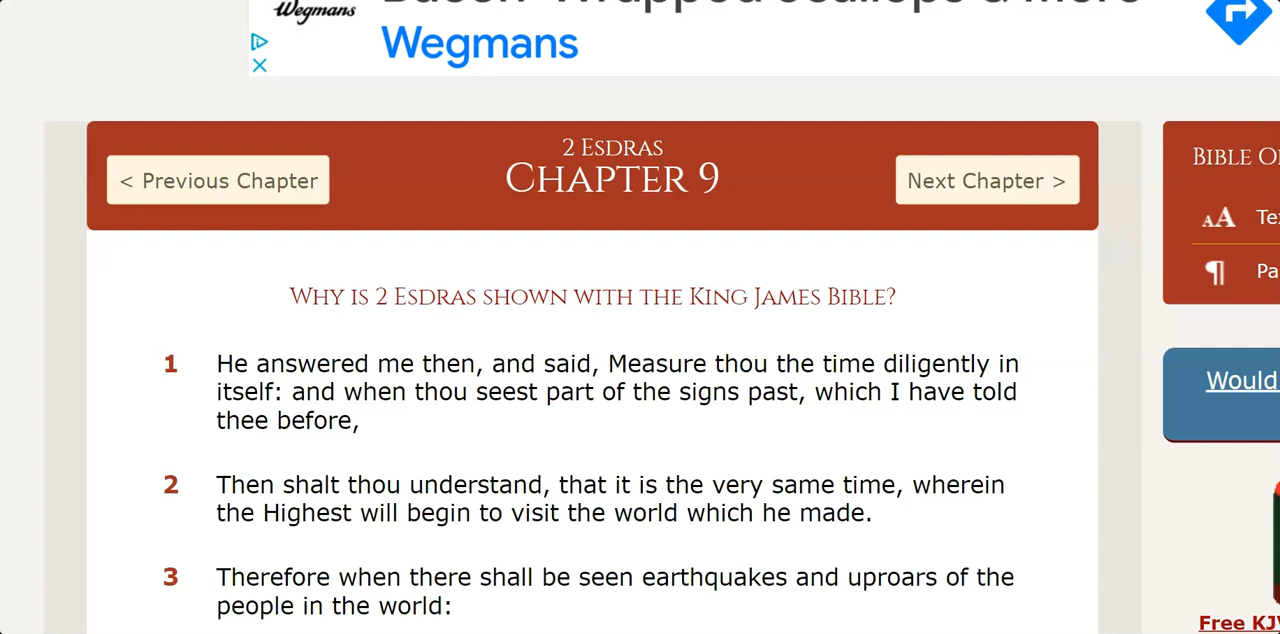 Wegmans
Wrapped Scallops & More
Wegmans
2 Esdras
Chapter 9
< Previous Chapter
Next Chapter >
Bible
Why is 2 Esdras shown with the King James Bible?
1 He answered me then, and said, Measure thou the time diligently in
itself: and when thou seest part of the signs past, which I have told
thee before,
2 Then shalt thou understand, that it is the very same time, wherein
the Highest will begin to visit the world which he made.
3 Therefore when there shall be seen earthquakes and uproars of the
people in the world:
Would
Free